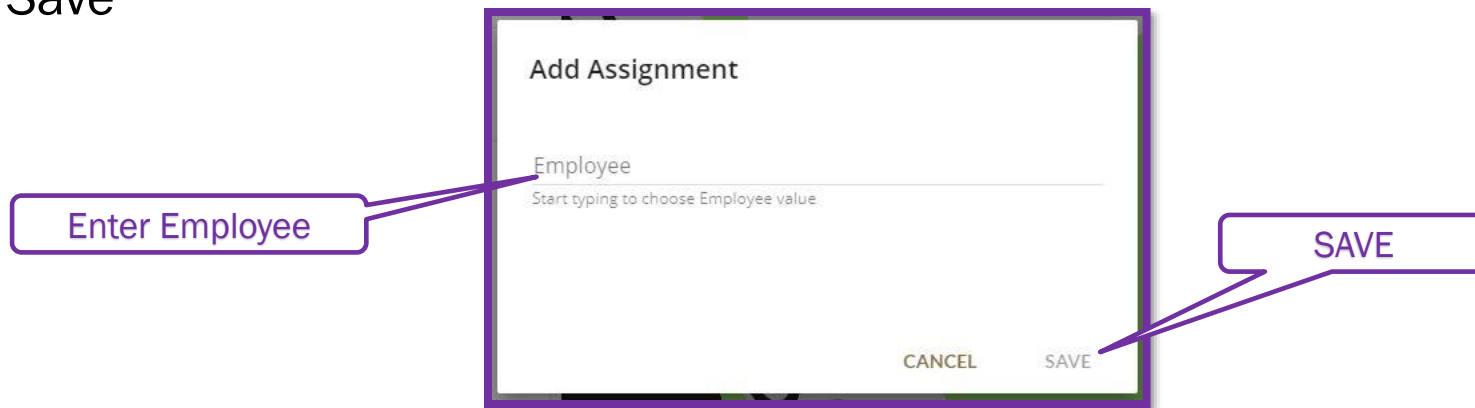 Save
Add Assignment
Employee
Start typing to choose Employee value
Enter Employee
SAVE
CANCEL SAVE